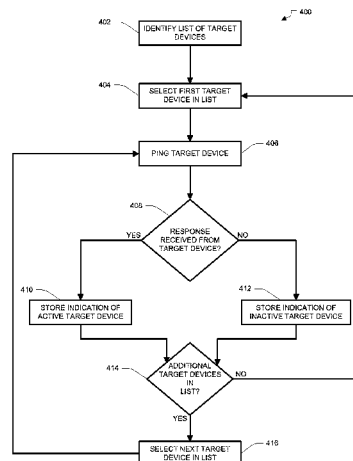 400
402
IDENTIFY LIST OF TARGET
DEVICES
404
SELECT FIRST TARGET
DEVICE IN LIST
PING TARGET DEVICE
406
408
RESPONSE
RECEIVED FROM
TARGET DEVICE?
YES
NO
410
STORE INDICATION OF
ACTIVE TARGET DEVICE
412
STORE INDICATION OF
INACTIVE TARGET DEVICE
414
ADDITIONAL
TARGET DEVICES
IN
LIST?
NO
YES
SELECT NEXT TARGET
DEVICE IN LIST
416